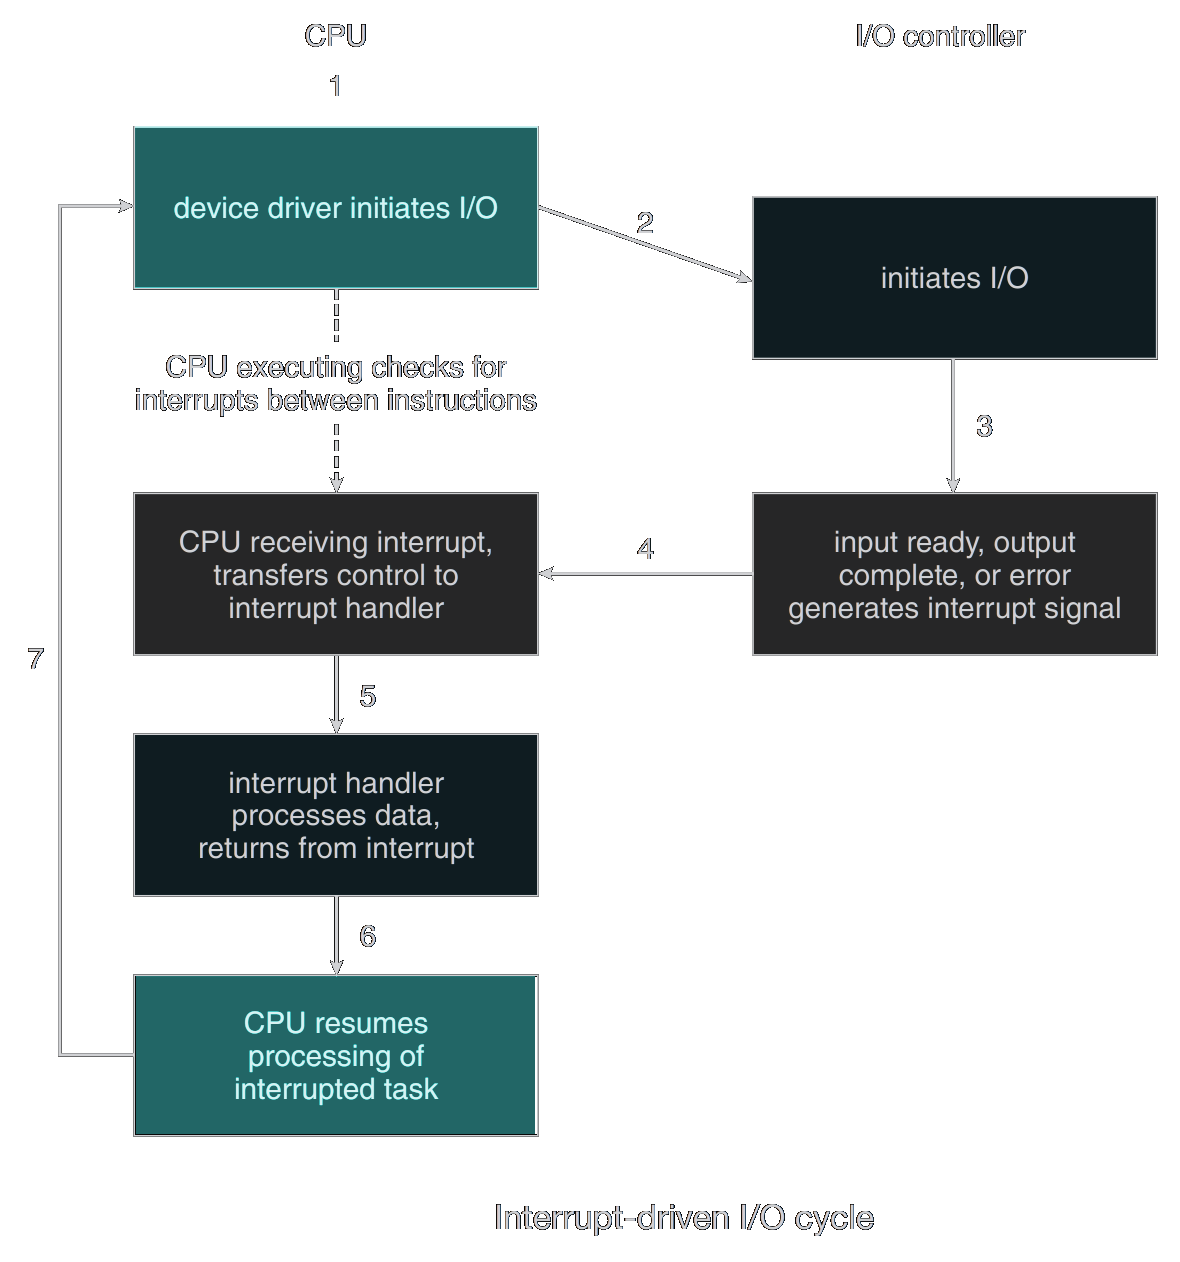 CPU
I/O controller
1
device driver initiates I/O
2
initiates I/O
CPU executing checks for
interrupts between instructions
3
CPU receiving interrupt,
transfers control to
interrupt handler
4
input ready, output
complete, or error
generates interrupt signal
7
5
interrupt handler
processes data,
returns from interrupt
6
CPU resumes
processing of
interrupted task
Interrupt-driven I/O cycle